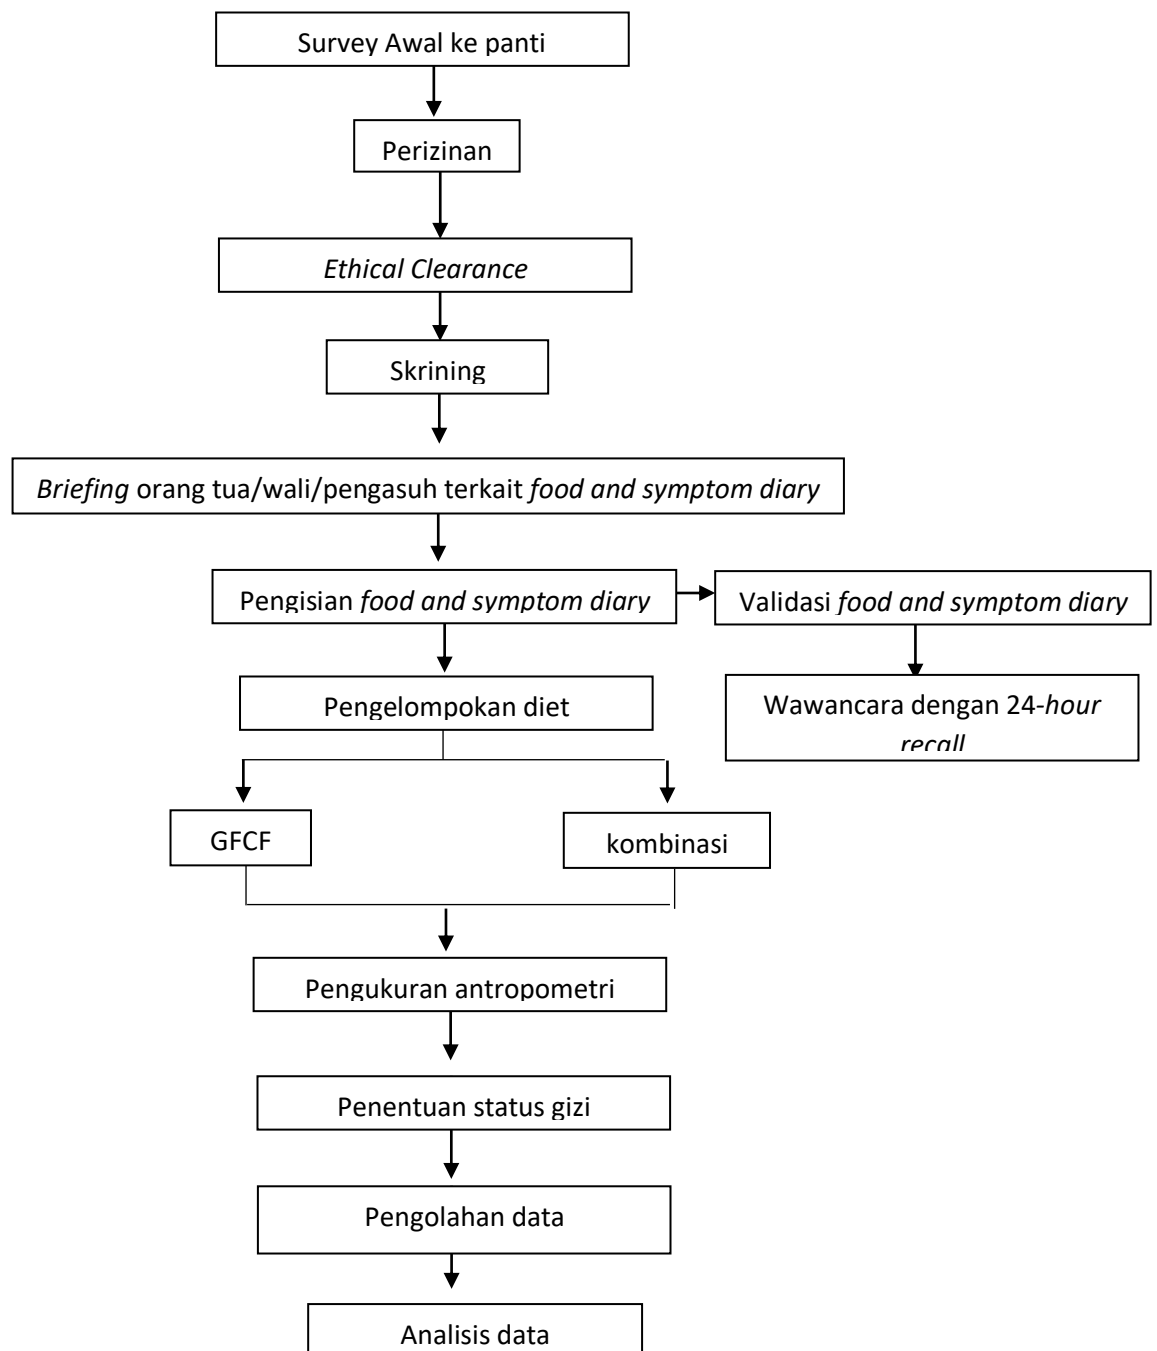 Survey Awal ke panti
Perizinan
Ethical Clearance
Skrining
Briefing orang tua/wali/pengasuh terkait food and symptom diary
Pengisian food and symptom diary
Validasi food and symptom diary
Wawancara dengan 24-hour
recall
Pengelompokan diet
GFCF
kombinasi
Pengukuran antropometri
Penentuan status gizi
Pengolahan data
Analisis data